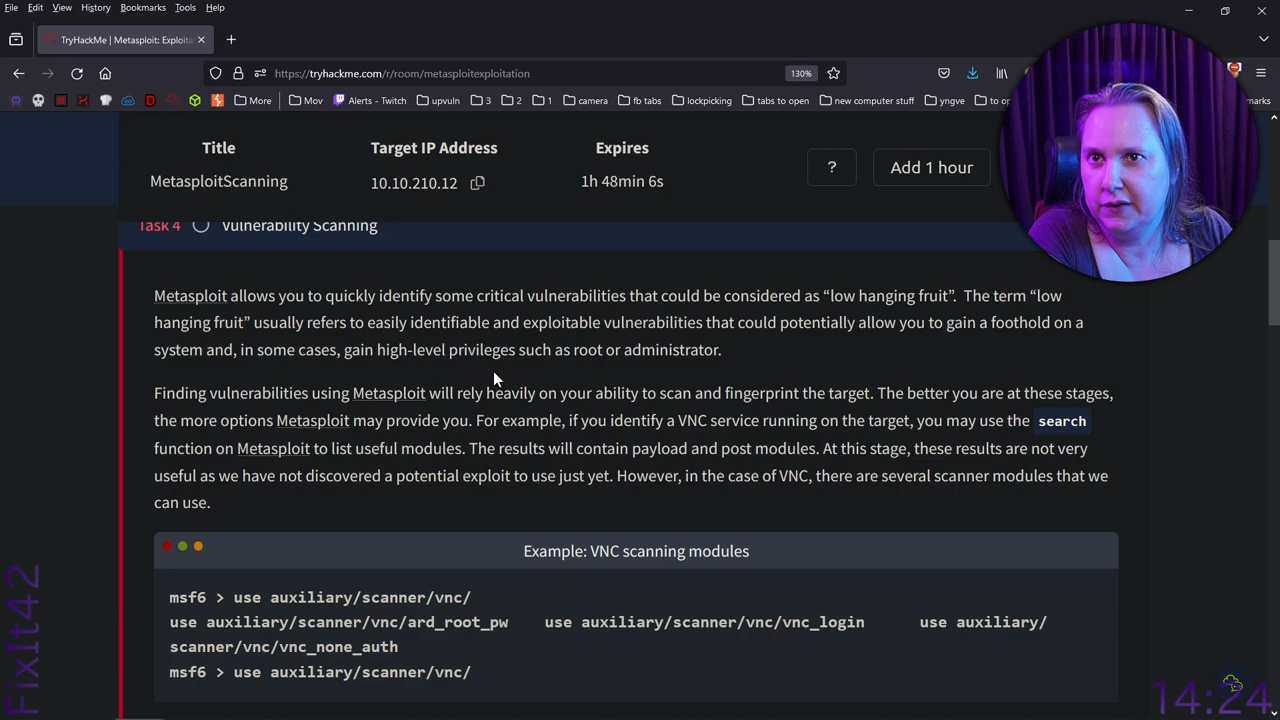 File Edit View History Bookmarks Tools Help
TryHackMe | Metasploit: Exploita
https://tryhackme.com/r/room/metasploitexploitation 130%
More Mov Alerts - Twitch upvuln 3 2 1 camera fb tabs lockpicking tabs to open new computer stuff yngve
Title Target IP Address Expires
MetasploitScanning 10.10.210.12 1h 48min 6s ? Add 1 hour
Task 4 Vulnerability Scanning
Metasploit allows you to quickly identify some critical vulnerabilities that could be considered as “low hanging fruit”. The term “low
hanging fruit” usually refers to easily identifiable and exploitable vulnerabilities that could potentially allow you to gain a foothold on a
system and, in some cases, gain high-level privileges such as root or administrator.
Finding vulnerabilities using Metasploit will rely heavily on your ability to scan and fingerprint the target. The better you are at these stages,
the more options Metasploit may provide you. For example, if you identify a VNC service running on the target, you may use the search
function on Metasploit to list useful modules. The results will contain payload and post modules. At this stage, these results are not very
useful as we have not discovered a potential exploit to use just yet. However, in the case of VNC, there are several scanner modules that we
can use.
Example: VNC scanning modules
msf6 > use auxiliary/scanner/vnc/
use auxiliary/scanner/vnc/ard_root_pw use auxiliary/scanner/vnc/vnc_login use auxiliary/
scanner/vnc/vnc_none_auth
msf6 > use auxiliary/scanner/vnc/
FixIt42
14:24